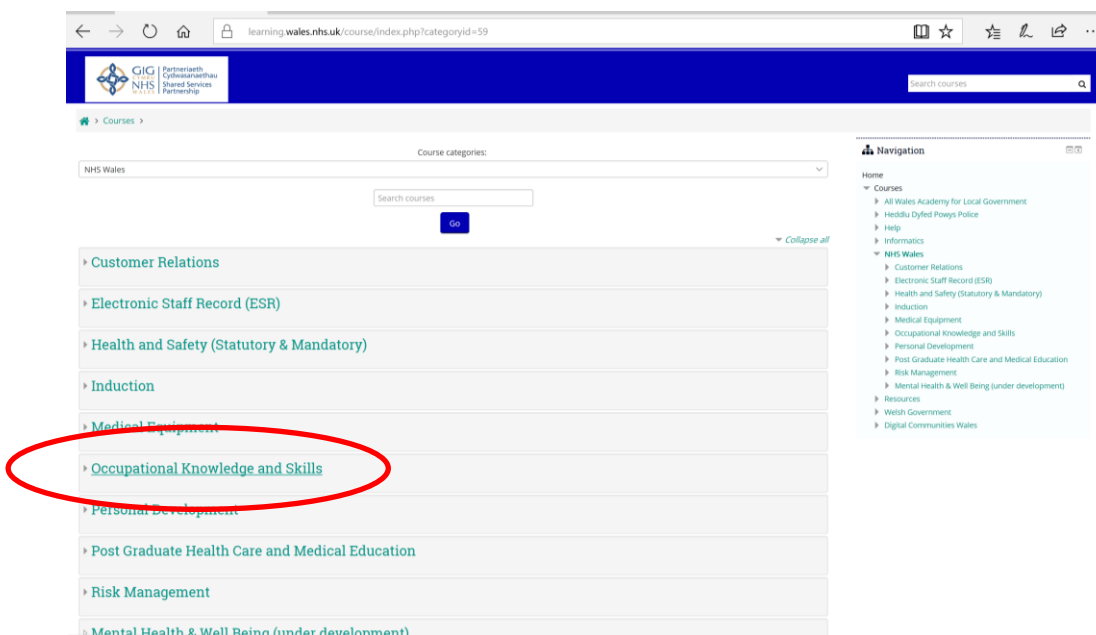 learning.wales.nhs.uk/course/index.php?categoryid=59
GIG
CYMRU
NHS
WALES
Partneriaeth
Cydwasanaethau
Shared Services
Partnership
Search courses
Courses
Course categories:
NHS Wales
Search courses
Go
Collapse all
Customer Relations
Electronic Staff Record (ESR)
Health and Safety (Statutory & Mandatory)
Induction
Medical Equipment
Occupational Knowledge and Skills
Personal Development
Post Graduate Health Care and Medical Education
Risk Management
Mental Health & Well Being (under development)
Navigation
Home
Courses
All Wales Academy for Local Government
Heddlu Dyfed Powys Police
Help
Informatics
NHS Wales
Customer Relations
Electronic Staff Record (ESR)
Health and Safety (Statutory & Mandatory)
Induction
Medical Equipment
Occupational Knowledge and Skills
Personal Development
Post Graduate Health Care and Medical Education
Risk Management
Mental Health & Well Being (under development)
Resources
Welsh Government
Digital Communities Wales